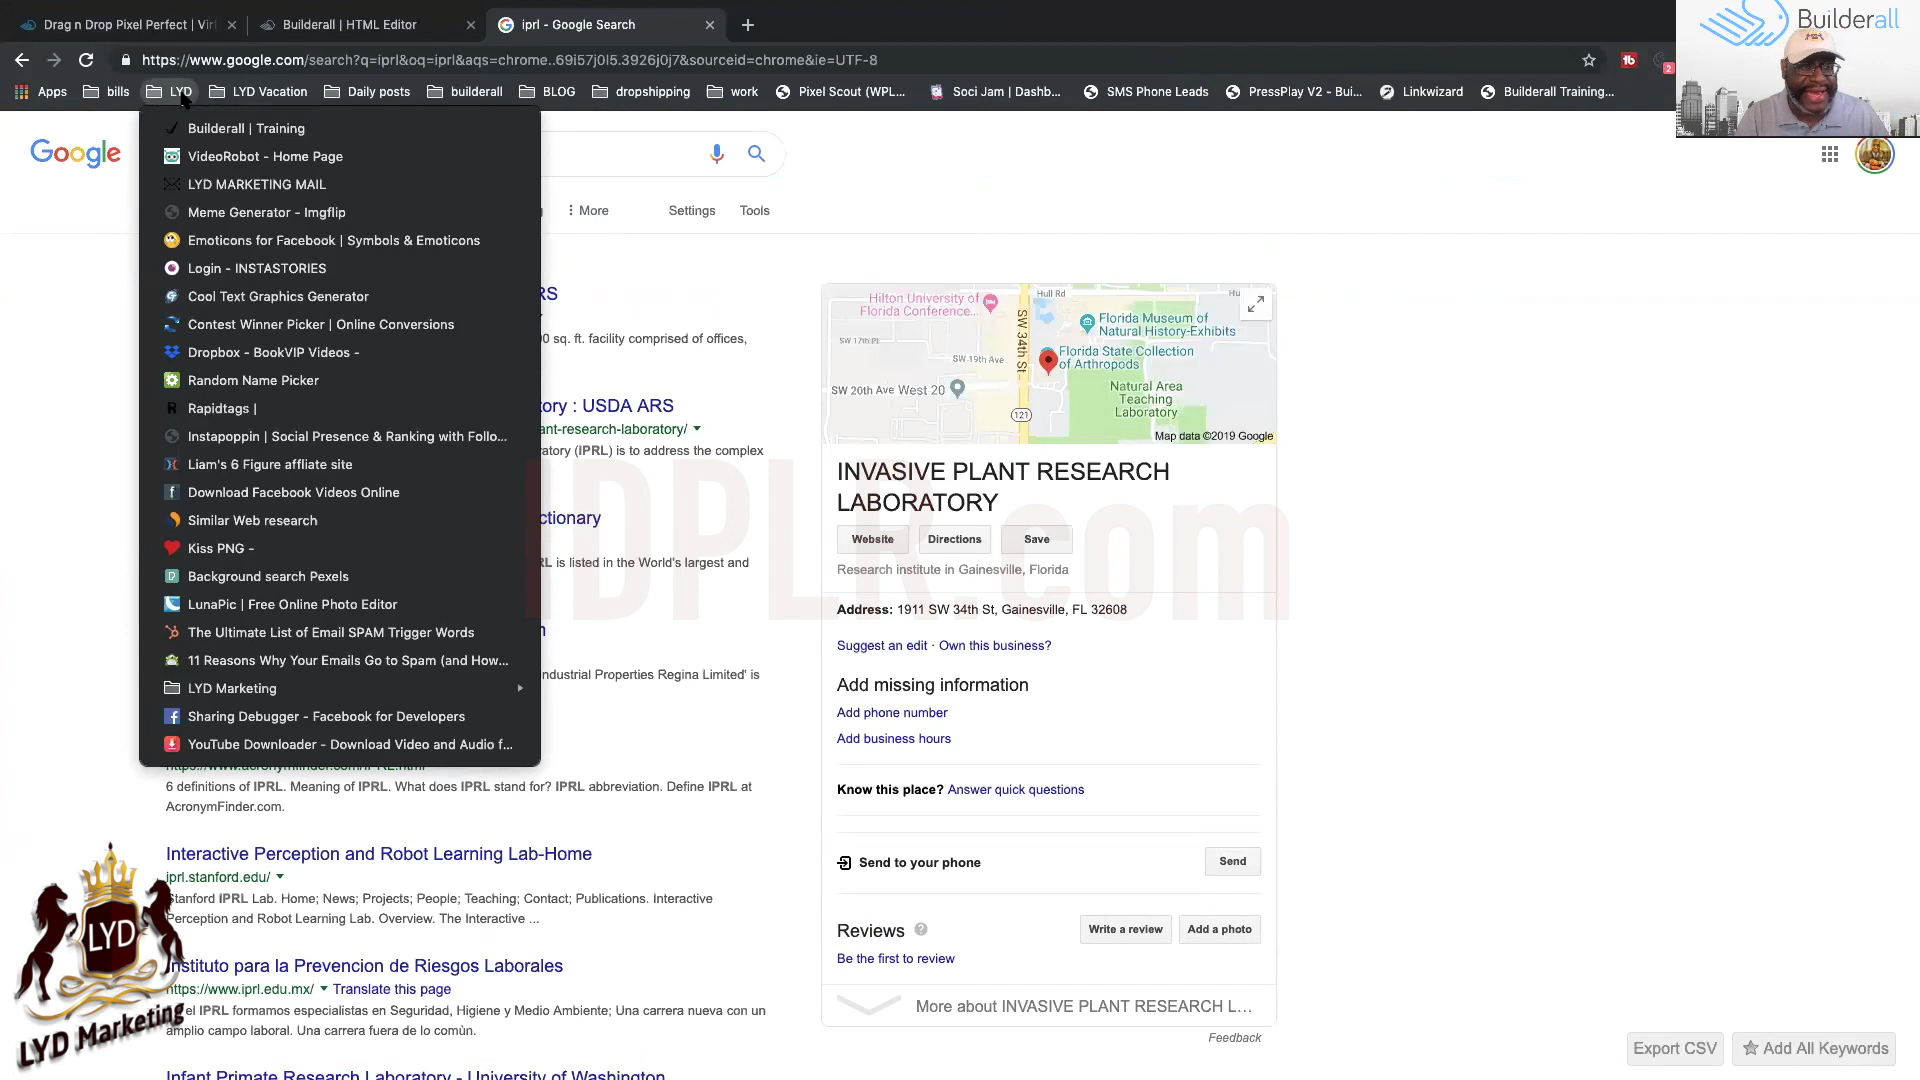 Drag n Drop Pixel Perfect | Vir
Builderall | HTML Editor
iprl - Google Search
https://www.google.com/search?q=iprl&oq=iprl&aqs=chrome..69i57j0l5.3926j0j7&sourceid=chrome&ie=UTF-8
Apps
bills
LYD
LYD Vacation
Daily posts
builderall
BLOG
dropshipping
work
Pixel Scout (WPL...
Soci Jam | Dashb...
SMS Phone Leads
PressPlay V2 - Bui...
Linkwizard
Builderall Training...
Builderall
tb
2
Google
More
Settings
Tools
Builderall | Training
VideoRobot - Home Page
LYD MARKETING MAIL
Meme Generator - Imgflip
Emoticons for Facebook | Symbols & Emoticons
Login - INSTASTORIES
Cool Text Graphics Generator
Contest Winner Picker | Online Conversions
Dropbox - BookVIP Videos -
Random Name Picker
Rapidtags |
Instapoppin | Social Presence & Ranking with Follo...
Liam's 6 Figure affliate site
Download Facebook Videos Online
Similar Web research
Kiss PNG -
Background search Pexels
LunaPic | Free Online Photo Editor
The Ultimate List of Email SPAM Trigger Words
11 Reasons Why Your Emails Go to Spam (and How...
LYD Marketing
Sharing Debugger - Facebook for Developers
YouTube Downloader - Download Video and Audio f...
RS
00 sq. ft. facility comprised of offices,
tory : USDA ARS
ant-research-laboratory/
ratory (IPRL) is to address the complex
ctionary
RL is listed in the World's largest and
Industrial Properties Regina Limited' is
6 definitions of IPRL. Meaning of IPRL. What does IPRL stand for? IPRL abbreviation. Define IPRL at
AcronymFinder.com.
Interactive Perception and Robot Learning Lab-Home
iprl.stanford.edu/
Stanford IPRL Lab. Home; News; Projects; People; Teaching; Contact; Publications. Interactive
Perception and Robot Learning Lab. Overview. The Interactive ...
Instituto para la Prevencion de Riesgos Laborales
https://www.iprl.edu.mx/
Translate this page
el IPRL formamos especialistas en Seguridad, Higiene y Medio Ambiente; Una carrera nueva con un
amplio campo laboral. Una carrera fuera de lo común.
Infant Primate Research Laboratory - University of Washington
Hilton University of
Florida Conference...
Hull Rd
Hu
SW 34th St
Florida Museum of
Natural History-Exhibits
SW 17th Pl
SW 19th Ave
Florida State Collection
of Arthropods
SW 20th Ave West 20
Natural Area
Teaching
Laboratory
121
Map data ©2019 Google
INVASIVE PLANT RESEARCH
LABORATORY
Website
Directions
Save
Research institute in Gainesville, Florida
Address: 1911 SW 34th St, Gainesville, FL 32608
Suggest an edit · Own this business?
Add missing information
Add phone number
Add business hours
Know this place? Answer quick questions
Send to your phone
Send
Reviews
Write a review
Add a photo
Be the first to review
More about INVASIVE PLANT RESEARCH L...
Feedback
Export CSV
Add All Keywords
IDPLR.com
LYD
LYD Marketing